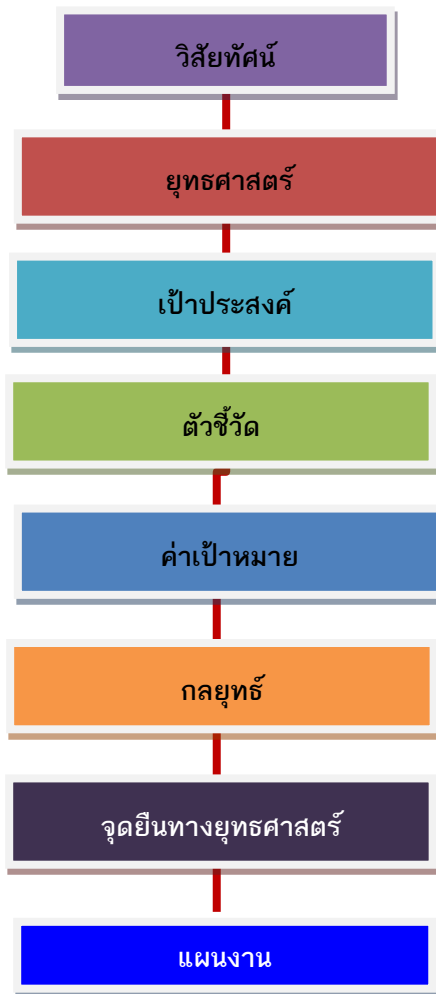 วิสัยทัศน์
ยุทธศาสตร์
เป้าประสงค์
ตัวชี้วัด
ค่าเป้าหมาย
กลยุทธ์
จุดยืนทางยุทธศาสตร์
แผนงาน